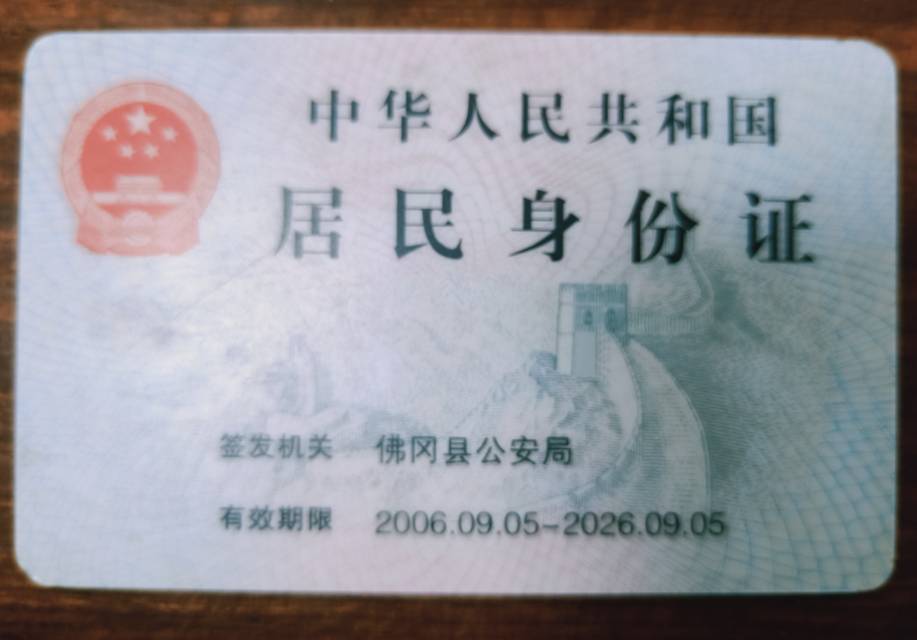 中华人民共和国
居民身份证
签发机关 佛冈县公安局
有效期限 2006.09.05-2026.09.05